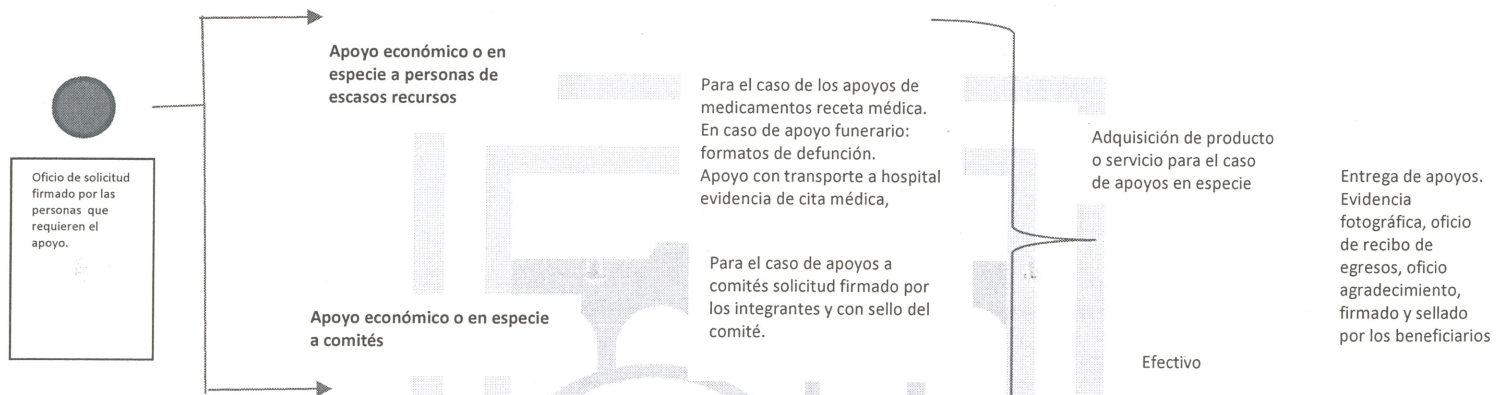 Oficio de solicitud
firmado por las
personas que
requieren el
apoyo.
Apoyo económico o en
especie a personas de
escasos recursos
Apoyo económico o en especie
a comités
Para el caso de los apoyos de
medicamentos receta médica.
En caso de apoyo funerario:
formatos de defunción.
Apoyo con transporte a hospital
evidencia de cita médica,
Para el caso de apoyos a
comités solicitud firmado por
los integrantes y con sello del
comité.
Adquisición de producto
o servicio para el caso
de apoyos en especie
Efectivo
Entrega de apoyos.
Evidencia
fotográfica, oficio
de recibo de
egresos, oficio
agradecimiento,
firmado y sellado
por los beneficiarios